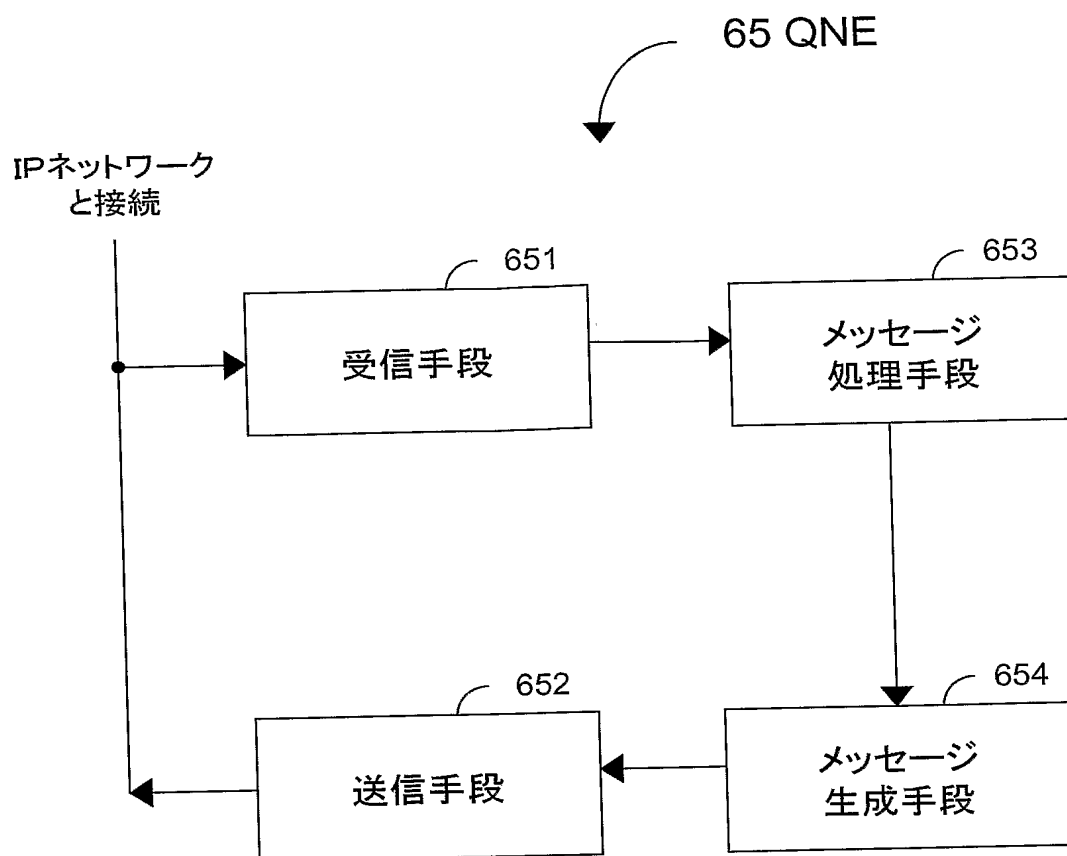 65 QNE
IPネットワーク
と接続
651
受信手段
653
メッセージ
処理手段
652
送信手段
654
メッセージ
生成手段